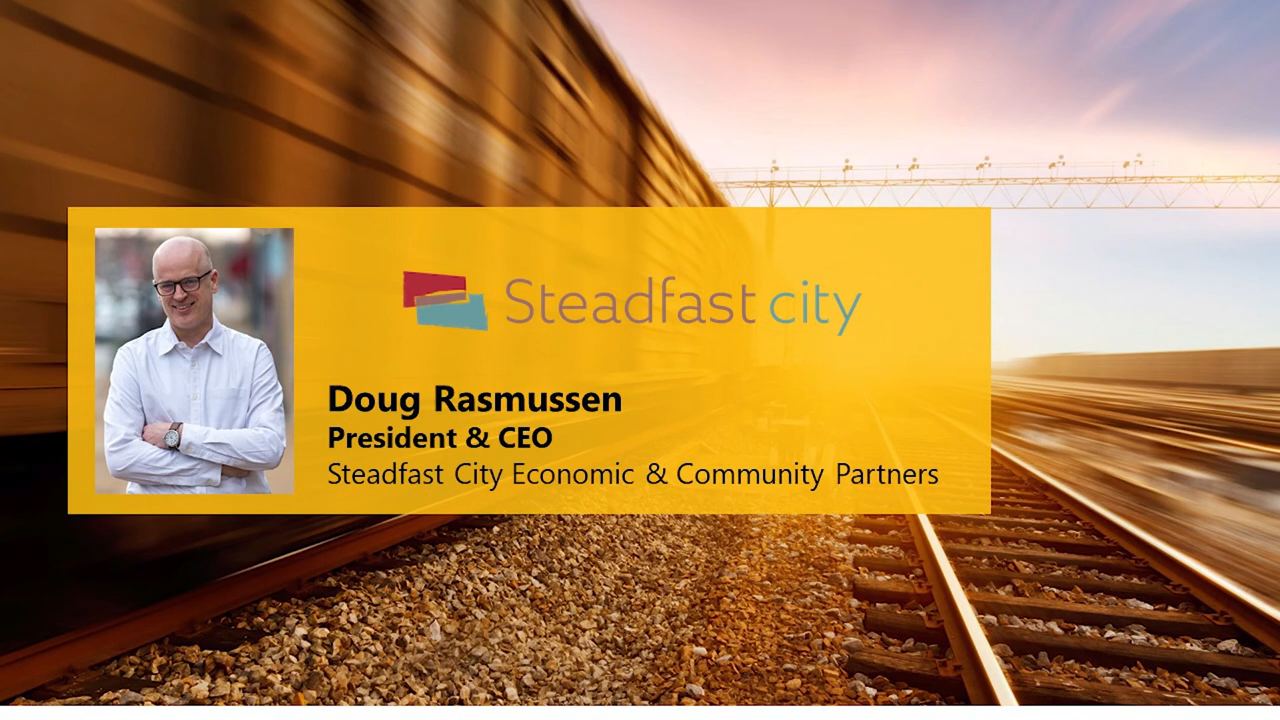 Steadfast city
Doug Rasmussen
President & CEO
Steadfast City Economic & Community Partners